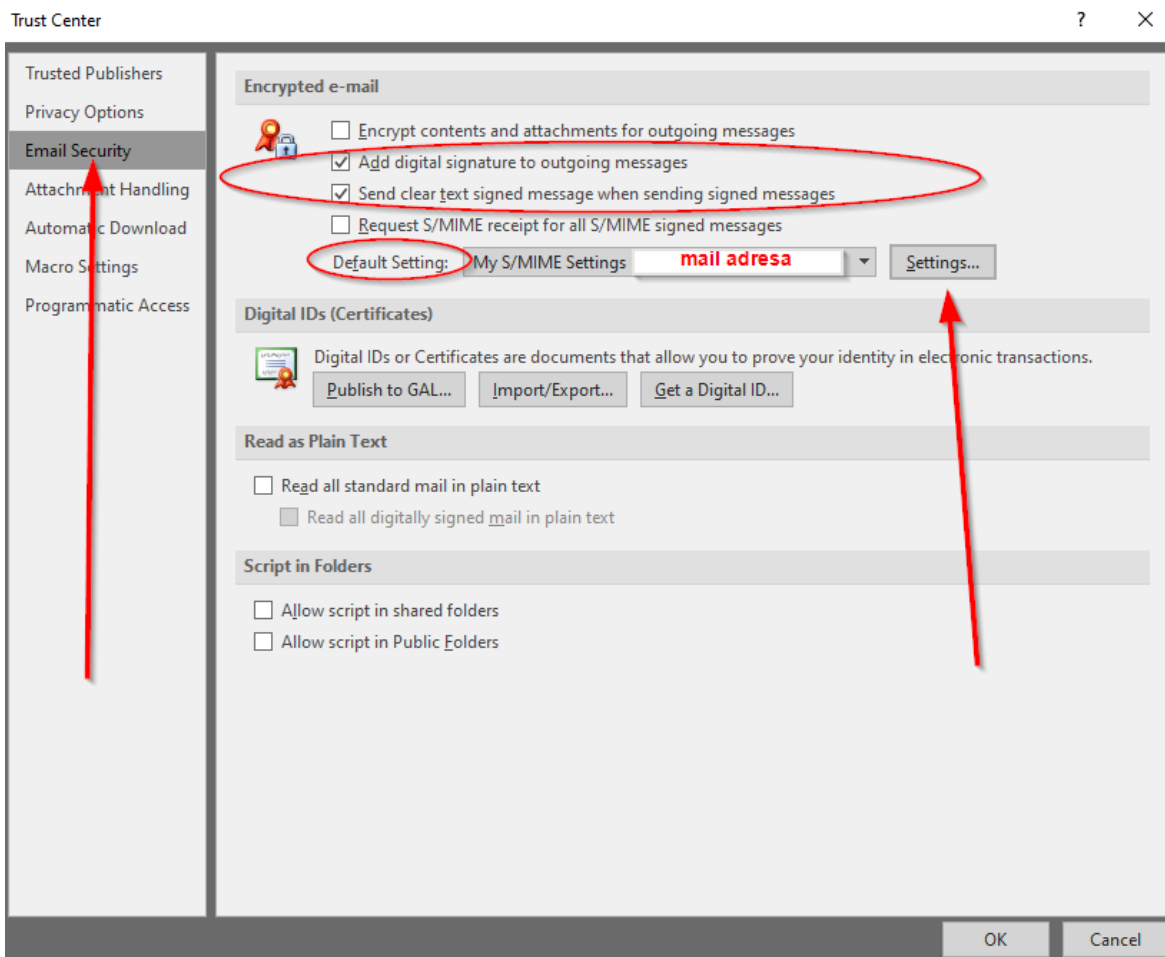 Trust Center
?
Trusted Publishers
Privacy Options
Email Security
Attachment Handling
Automatic Download
Macro Settings
Programmatic Access
Encrypted e-mail
Encrypt contents and attachments for outgoing messages
Add digital signature to outgoing messages
Send clear text signed message when sending signed messages
Request S/MIME receipt for all S/MIME signed messages
Default Setting: My S/MIME Settings mail adresa Settings...
Digital IDs (Certificates)
Digital IDs or Certificates are documents that allow you to prove your identity in electronic transactions.
Publish to GAL... Import/Export... Get a Digital ID...
Read as Plain Text
Read all standard mail in plain text
Read all digitally signed mail in plain text
Script in Folders
Allow script in shared folders
Allow script in Public Folders
OK Cancel